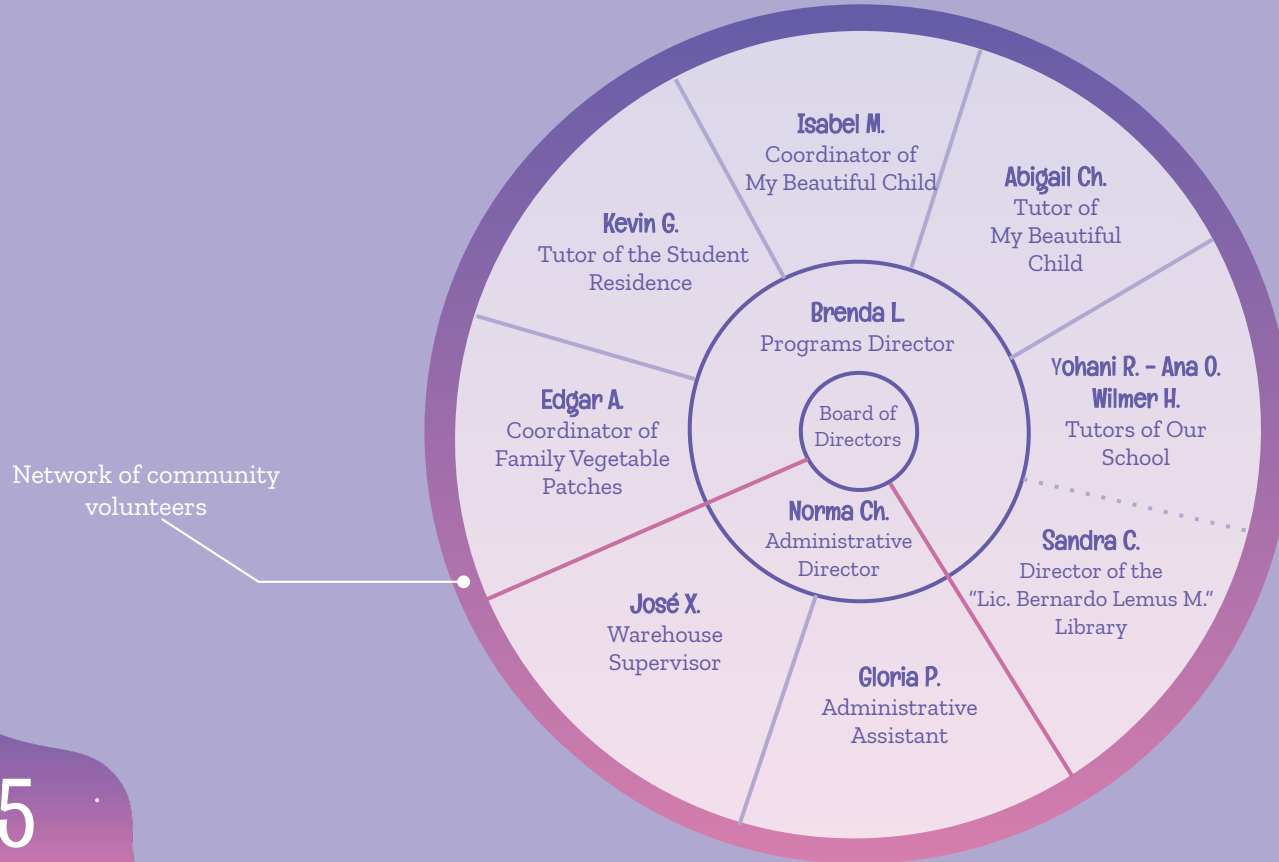 Isabel M.
Coordinator of
My Beautiful Child
Abigail Ch.
Tutor of
My Beautiful
Child
Kevin G.
Tutor of the Student
Residence
Brenda L.
Programs Director
Yohani R. - Ana O.
Wilmer H.
Tutors of Our
School
Edgar A.
Coordinator of
Family Vegetable
Patches
Board of
Directors
Network of community
volunteers
Norma Ch.
Administrative
Director
Sandra C.
Director of the
"Lic. Bernardo Lemus M."
Library
José X.
Warehouse
Supervisor
Gloria P.
Administrative
Assistant
5